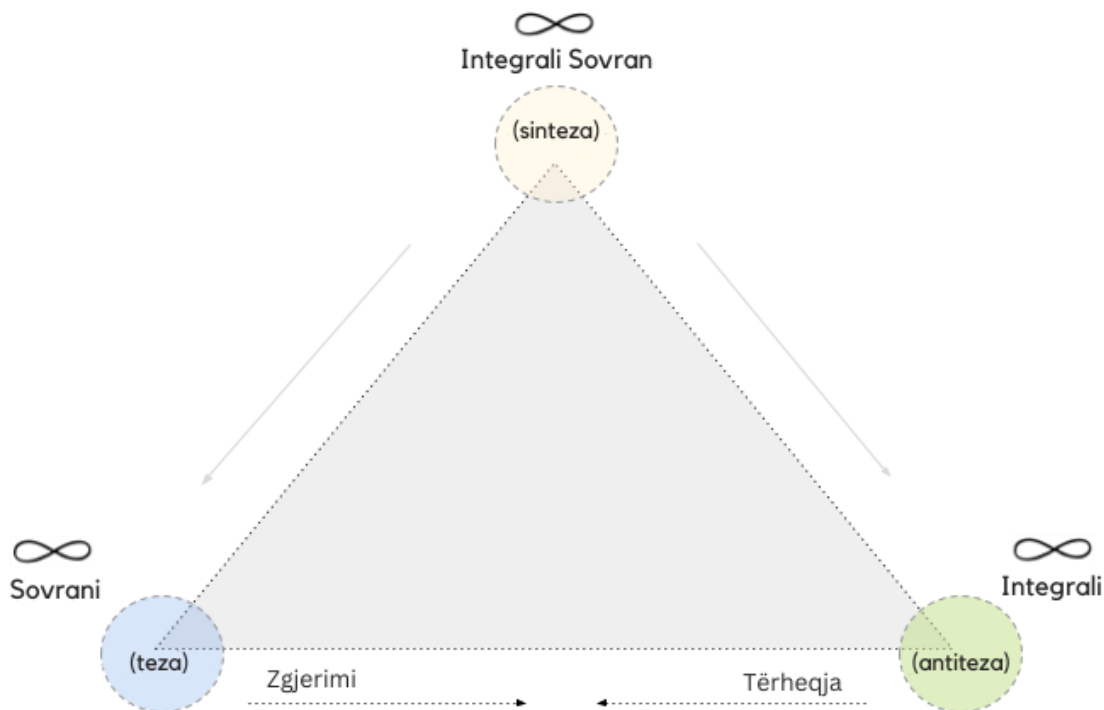 Integrali Sovran
(sinteza)
Sovrani
Integrali
(teza)
(antiteza)
Zgjerimi
Tërheqja